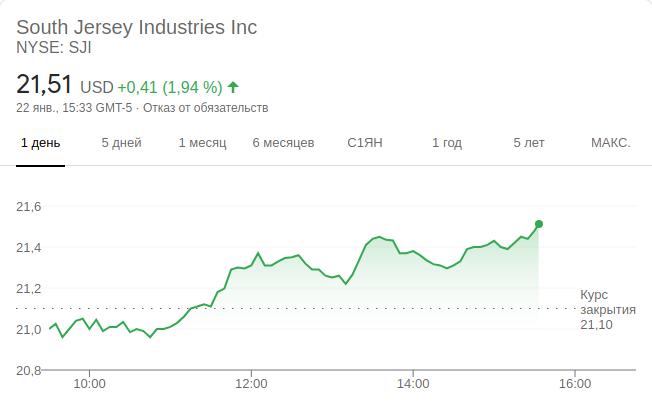 South Jersey Industries Inc
NYSE: SJI
21,51 USD +0,41 (1,94 %)
22 янв., 15:33 GMT-5 · Отказ от обязательств
1 день 5 дней 1 месяц 6 месяцев С1ЯН 1 год 5 лет МАКС.
21,6
21,4
21,2
Курс
закрытия
21,10
21,0
20,8
10:00 12:00 14:00 16:00